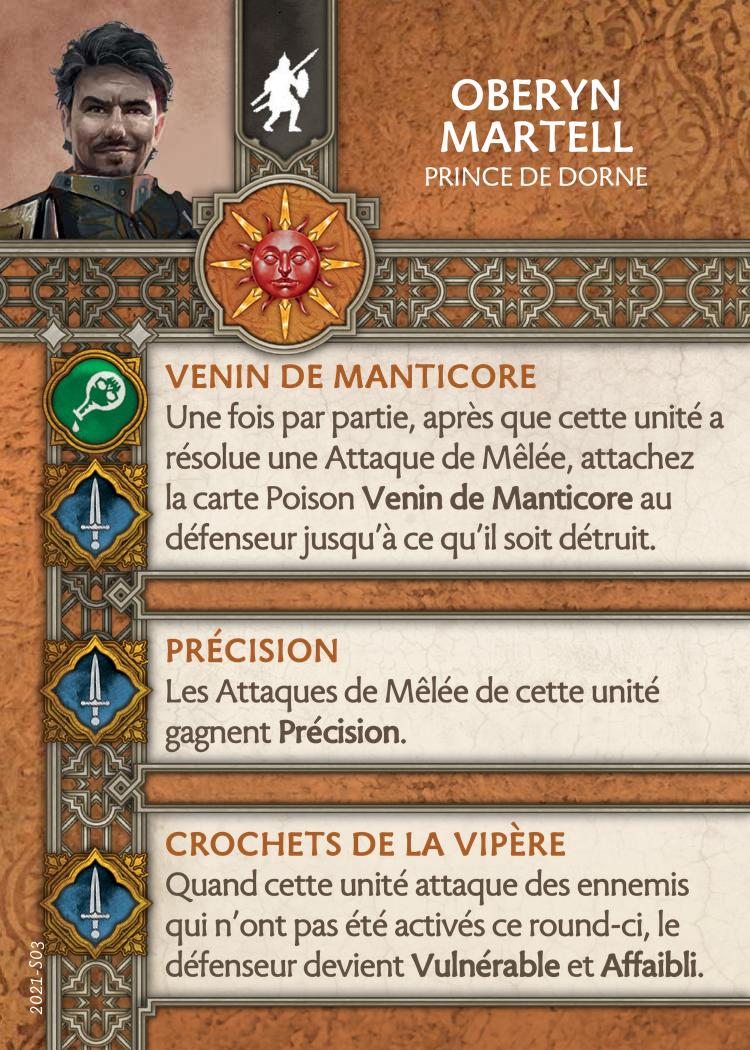 OBERYN
MARTELL
PRINCE DE DORNE
VENIN DE MANTICORE
Une fois par partie, après que cette unité a
résolue une Attaque de Mêlée, attachez
la carte Poison Venin de Manticore au
défenseur jusqu'à ce qu'il soit détruit.
PRÉCISION
Les Attaques de Mêlée de cette unité
gagnent Précision.
CROCHETS DE LA VIPÈRE
Quand cette unité attaque des ennemis
qui n'ont pas été activés ce round-ci, le
défenseur devient Vulnérable et Affaibli.
2021-S03